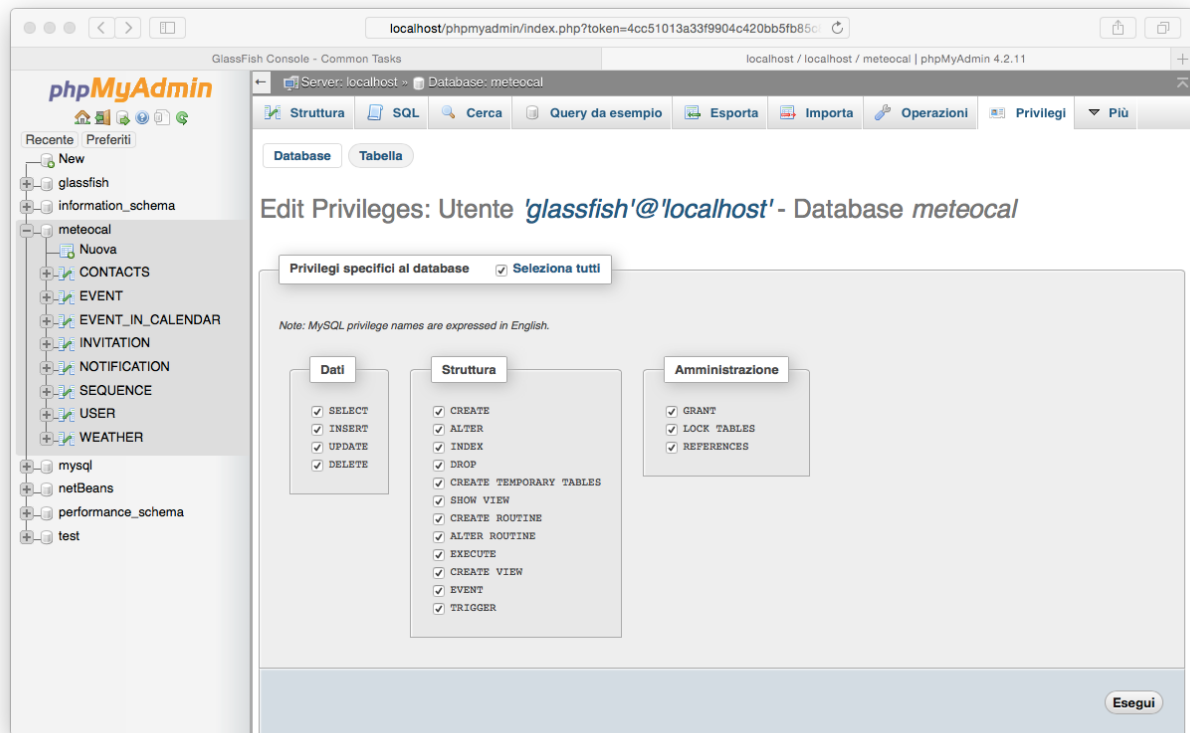 localhost/phpmyadmin/index.php?token=4cc51013a33f9904c420bb5fb85c
GlassFish Console - Common Tasks
localhost / localhost / meteocal | phpMyAdmin 4.2.11
phpMyAdmin
Recente Preferiti
New
glassfish
information_schema
meteocal
Nuova
CONTACTS
EVENT
EVENT_IN_CALENDAR
INVITATION
NOTIFICATION
SEQUENCE
USER
WEATHER
mysql
netBeans
performance_schema
test
Server: localhost » Database: meteocal
Struttura SQL Cerca Query da esempio Esporta Importa Operazioni Privilegi Più
Database Tabella
Edit Privileges: Utente 'glassfish'@'localhost' - Database meteocal
Privilegi specifici al database Seleziona tutti
Note: MySQL privilege names are expressed in English.
Dati
SELECT
INSERT
UPDATE
DELETE
Struttura
CREATE
ALTER
INDEX
DROP
CREATE TEMPORARY TABLES
SHOW VIEW
CREATE ROUTINE
ALTER ROUTINE
EXECUTE
CREATE VIEW
EVENT
TRIGGER
Amministrazione
GRANT
LOCK TABLES
REFERENCES
Esegui